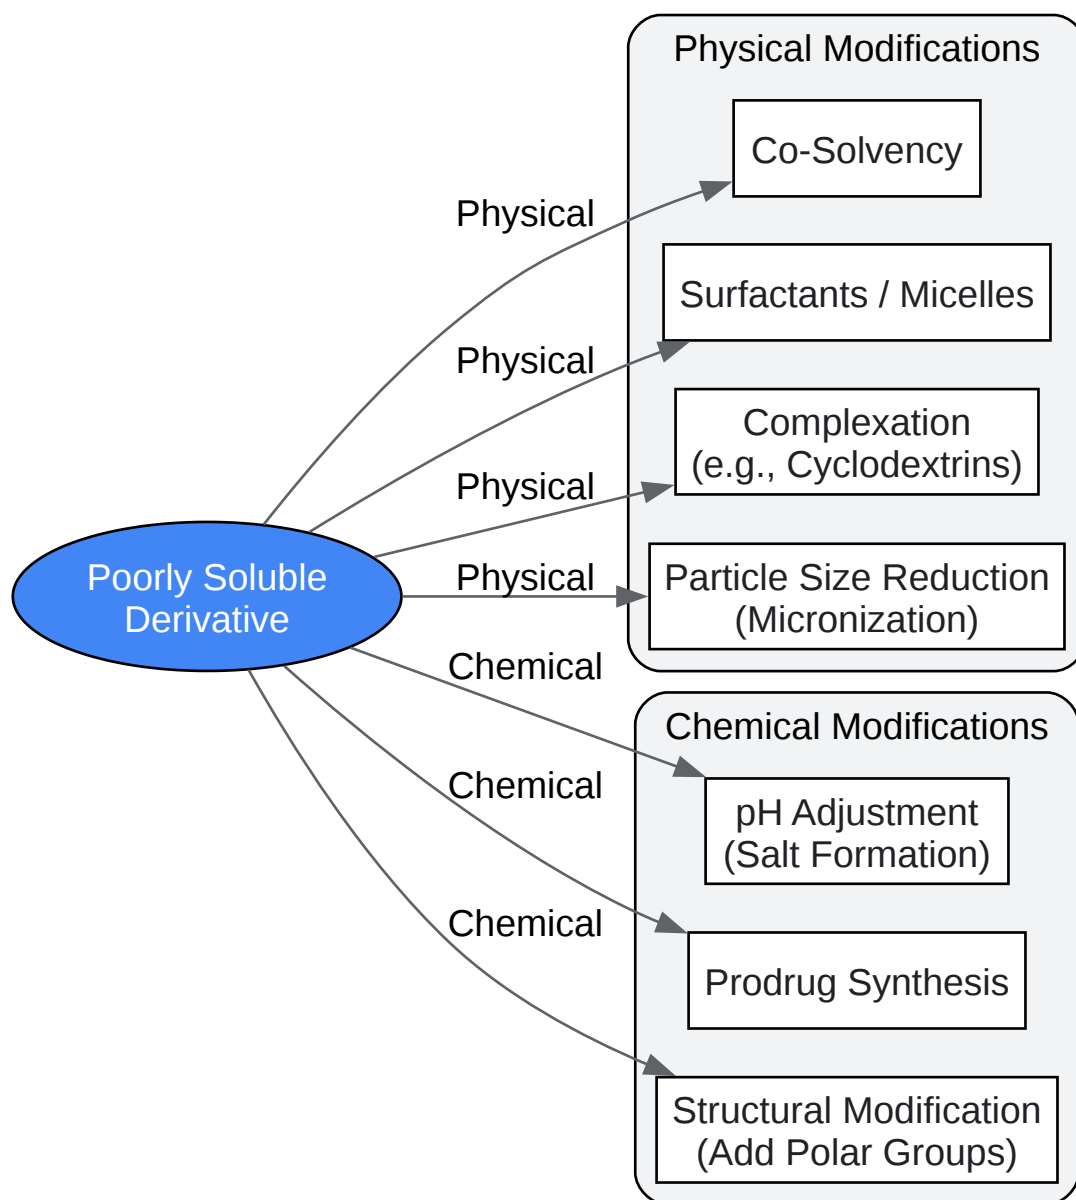 Physical Modifications
Co-Solvency
Physical
Surfactants / Micelles
Physical
Complexation
(e.g., Cyclodextrins)
Physical
Poorly Soluble
Derivative
Physical
Particle Size Reduction
(Micronization)
Chemical
Chemical Modifications
pH Adjustment
(Salt Formation)
Chemical
Prodrug Synthesis
Chemical
Structural Modification
(Add Polar Groups)